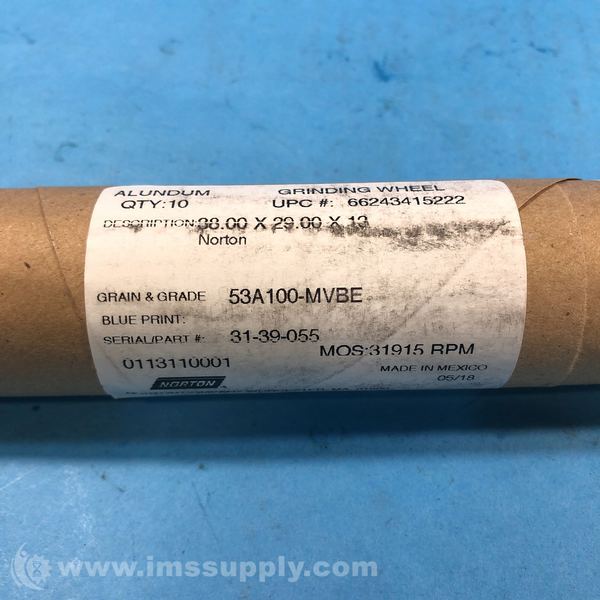 ALUNDUM GRINDING WHEEL
QTY:10 UPC #: 66243415222
DESCRIPTION: 38.00 X 29.00 X 13
Norton
GRAIN & GRADE 53A100-MVBE
BLUE PRINT:
SERIAL/PART #: 31-39-055
MOS:31915 RPM
0113110001
MADE IN MEXICO
NORTON
05/18
www.imssupply.com